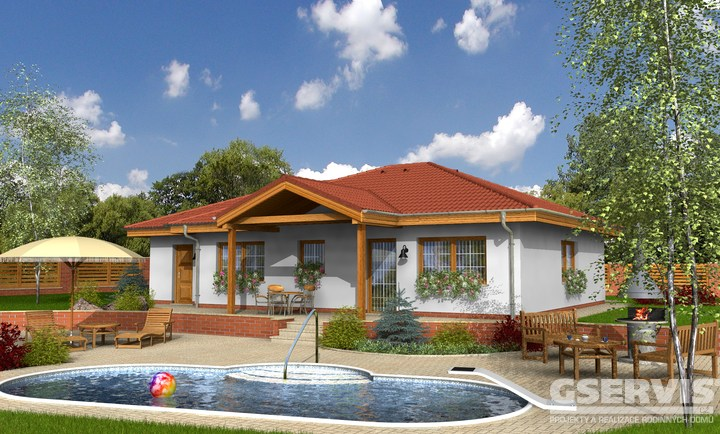 GSERVIS
PROJEKTY A REALIZACE RODINNÝCH DOMŮ